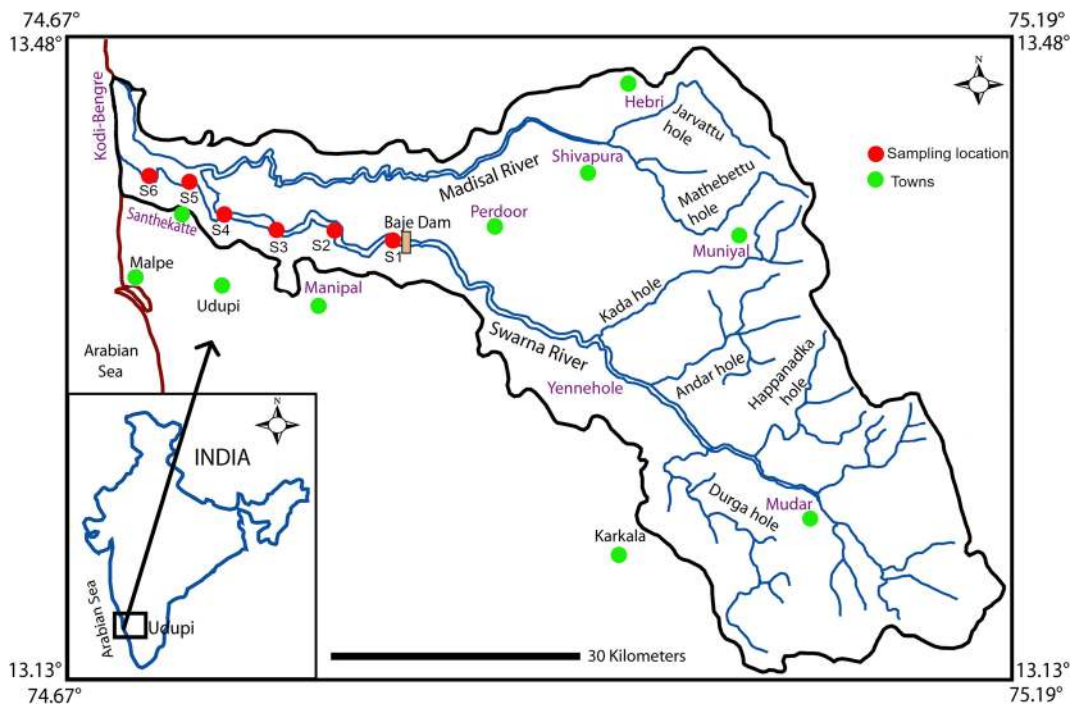 74.67°
75.19°
13.48°
13.48°
N
Kodi-Bengre
Hebri
Jarvattu
hole
Sampling location
Towns
Shivapura
Madisal River
Mathebettu
hole
S6
S5
Santhekatte
S4
S3
S2
S1
Baje Dam
Perdoor
Muniyal
Malpe
Udupi
Manipal
Kada hole
Swarna River
Arabian
Sea
Yennehole
Andar hole
Happanadka
hole
N
INDIA
Durga hole
Mudar
Karkala
Arabian Sea
Udupi
30 Kilometers
13.13°
13.13°
74.67°
75.19°